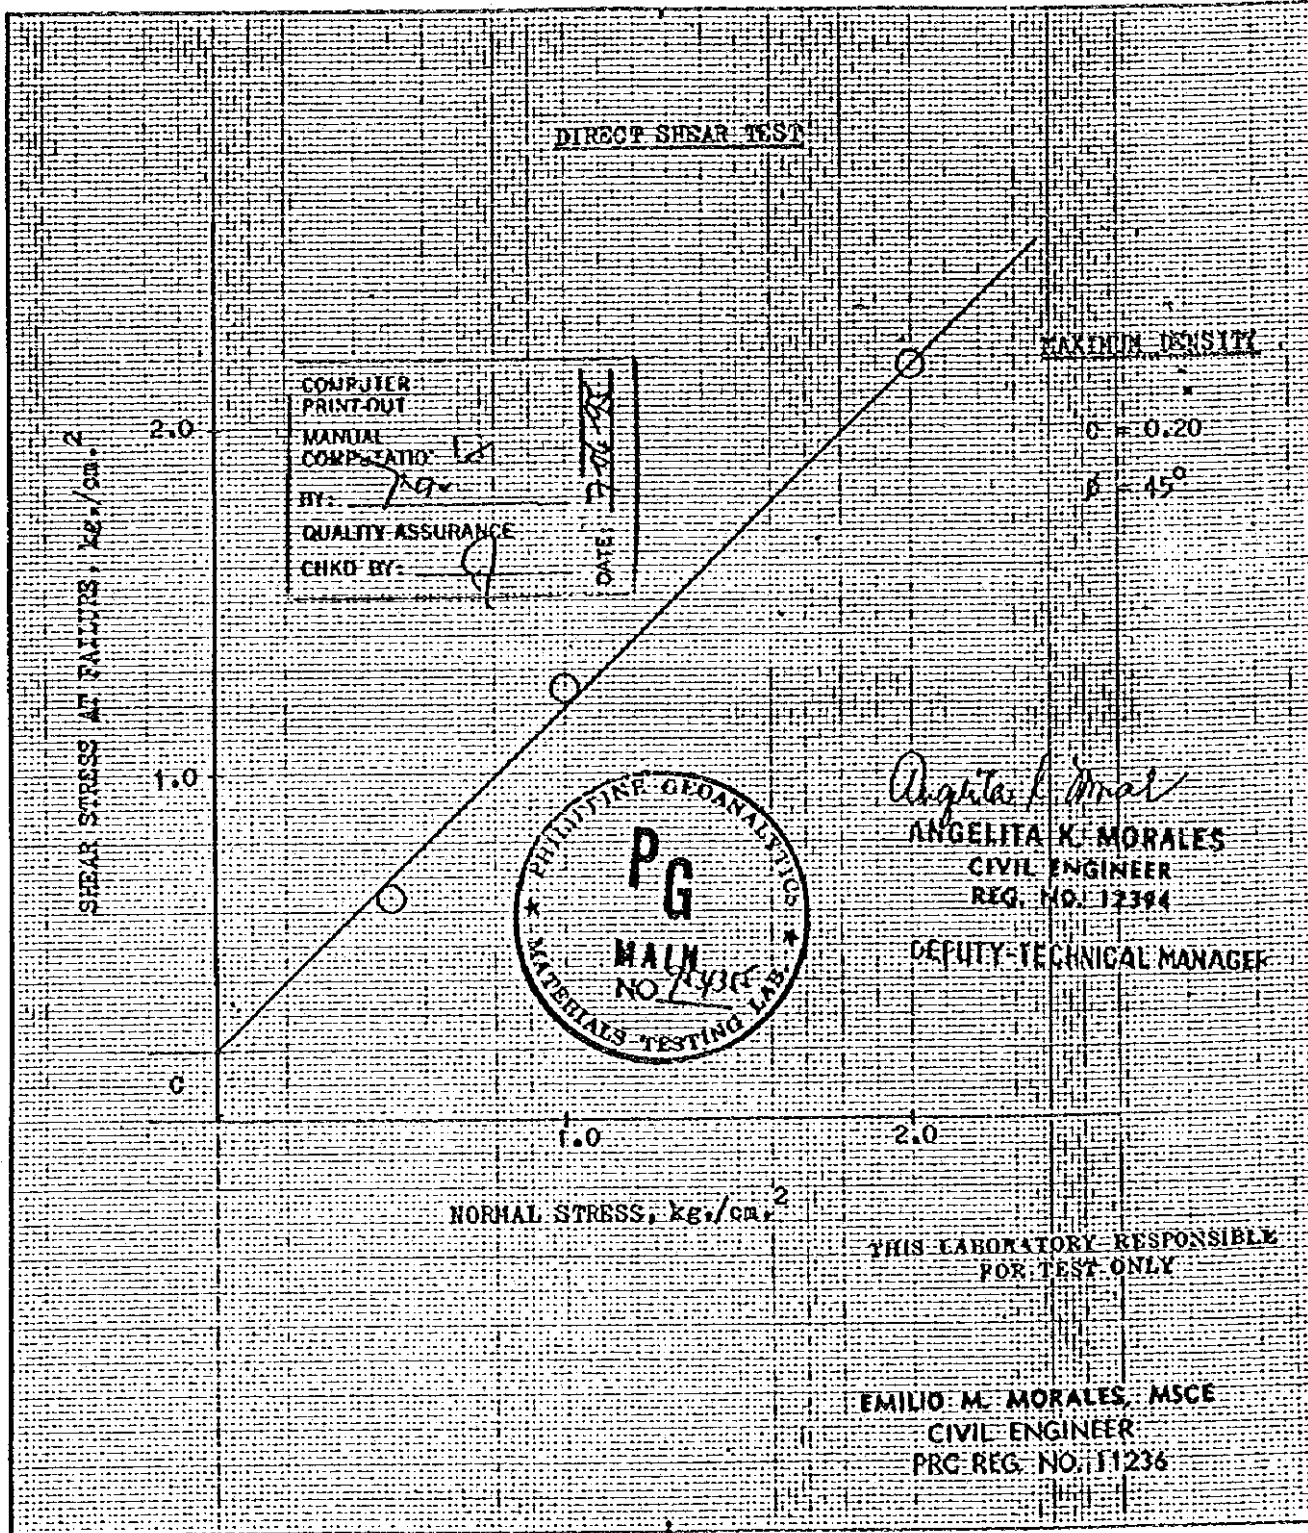 DIRECT SHEAR TEST
MAXIMUM DENSITY
C = 0.20
ø = 45°
COMPUTER
PRINT-OUT
MANUAL
COMPUTATIO:
BY:
QUALITY ASSURANCE
CHKD BY:
DATE:
SHEAR STRESS AT FAILURE, kg./cm.2
2.0
1.0
C
1.0
2.0
NORMAL STRESS, kg./cm.2
PHILIPPINE GEOANALYTICS
PG
NO
MATERIALS TESTING LAB.
ANGELITA K. MORALES
CIVIL ENGINEER
REG. NO. 12394
DEPUTY-TECHNICAL MANAGER
THIS LABORATORY RESPONSIBLE
FOR TEST ONLY
EMILIO M. MORALES, MSCE
CIVIL ENGINEER
PRC REG. NO. 11236